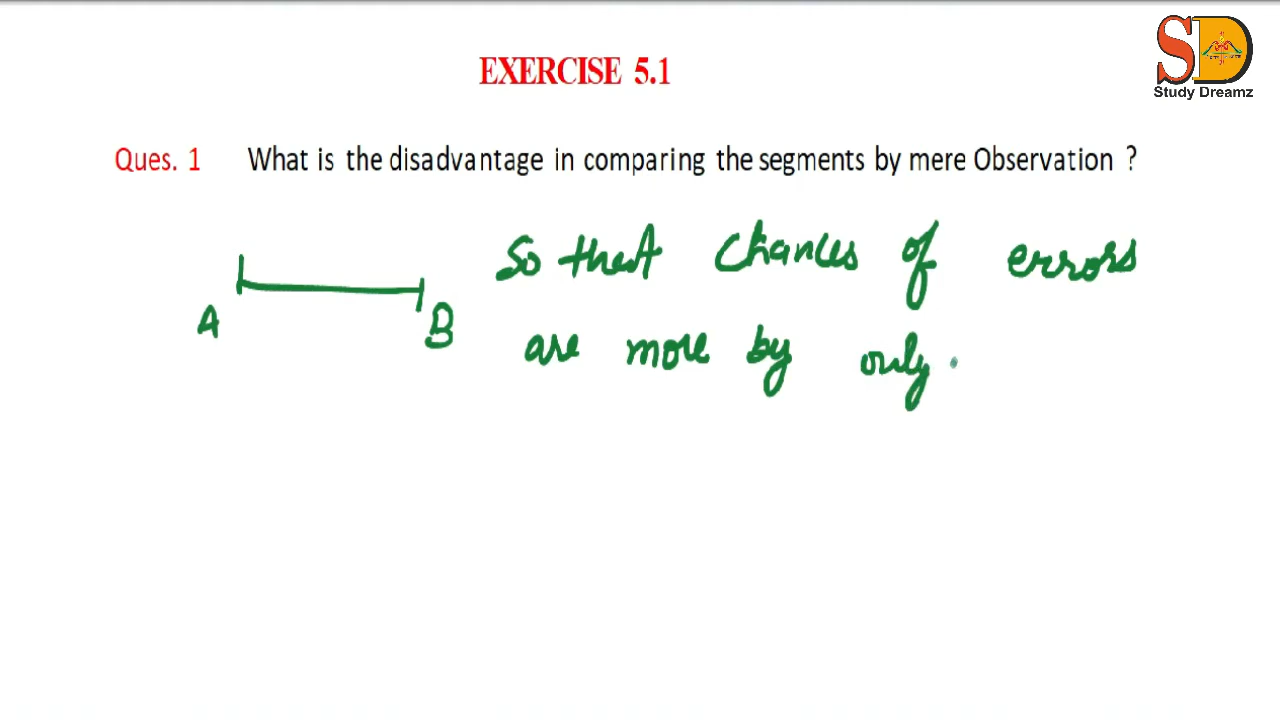 SD
Study Dreamz
EXERCISE 5.1
Ques. 1 What is the disadvantage in comparing the segments by mere Observation ?
So that chances of errors
A B
are more by only